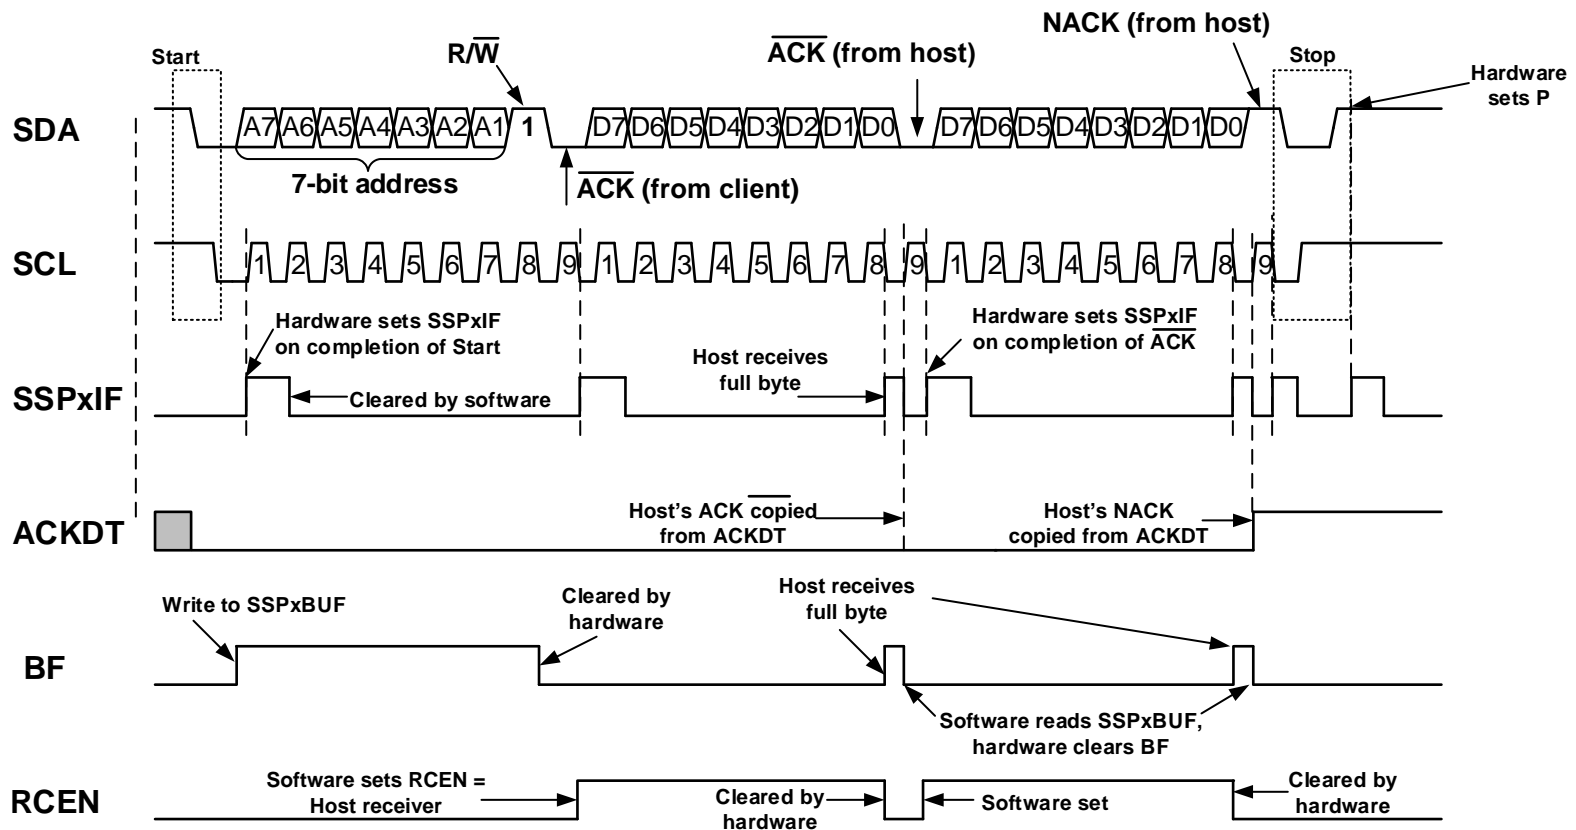 Start
R/W̅
A̅C̅K̅ (from host)
NACK (from host)
Stop
Hardware
sets P
SDA
A7 A6 A5 A4 A3 A2 A1 1 D7 D6 D5 D4 D3 D2 D1 D0 D7 D6 D5 D4 D3 D2 D1 D0
7-bit address
A̅C̅K̅ (from client)
SCL
1 2 3 4 5 6 7 8 9 1 2 3 4 5 6 7 8 9 1 2 3 4 5 6 7 8 9
Hardware sets SSPxIF
on completion of Start
Hardware sets SSPxIF
on completion of A̅C̅K̅
Host receives
full byte
SSPxIF
Cleared by software
Host's ACK copied
from ACKDT
Host's NACK
copied from ACKDT
ACKDT
Write to SSPxBUF
Cleared by
hardware
Host receives
full byte
BF
Software reads SSPxBUF,
hardware clears BF
RCEN
Software sets RCEN =
Host receiver
Cleared by
hardware
Software set
Cleared by
hardware